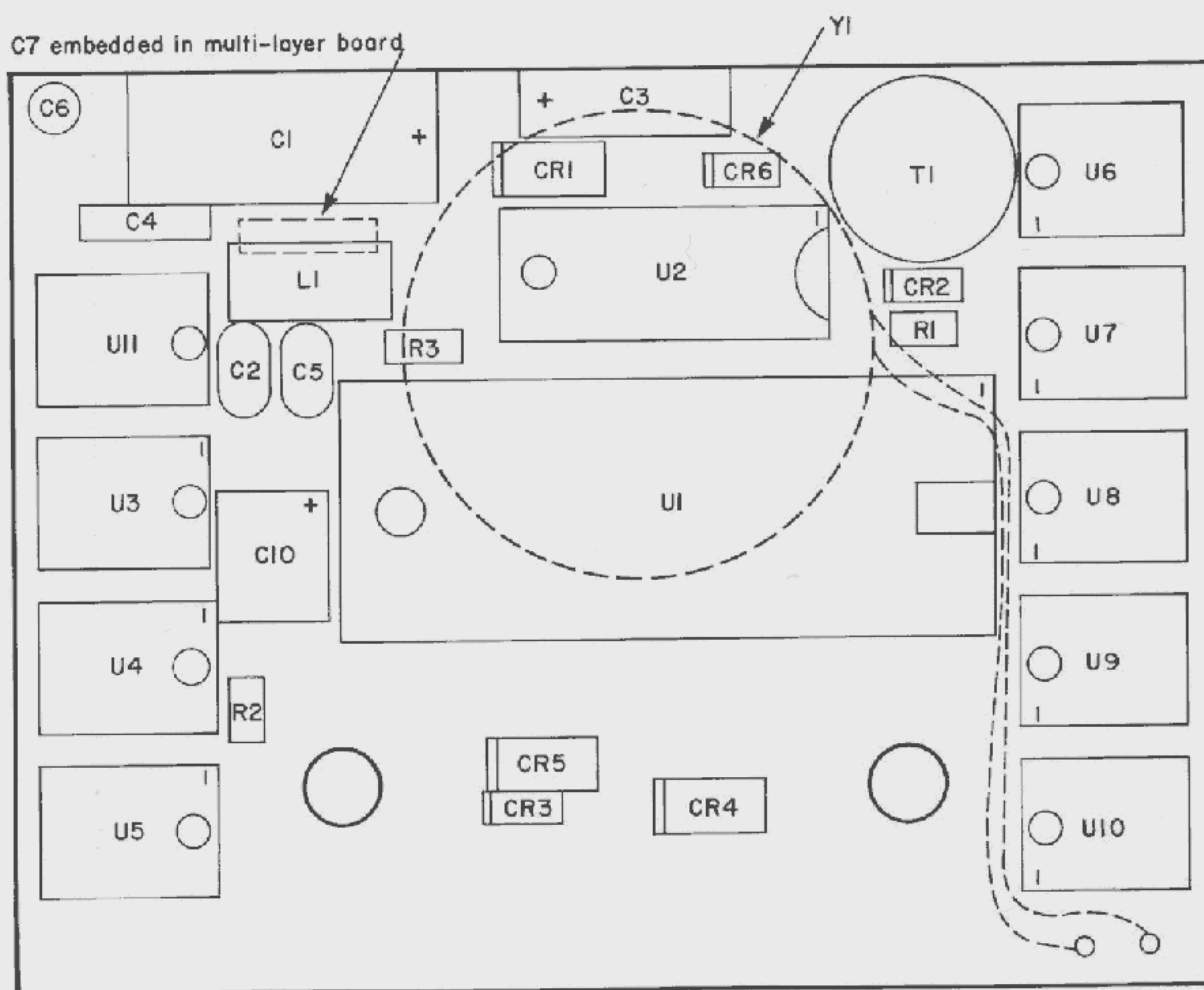 Y1
C7 embedded in multi-layer board
C6
C1
+
+
C3
CR1
CR6
T1
U6
1
C4
L1
U2
1
CR2
R1
U7
1
U11
C2
C5
R3
U3
1
C10
+
U1
1
U8
1
U4
1
R2
U9
1
CR5
CR3
CR4
U5
1
U10
1